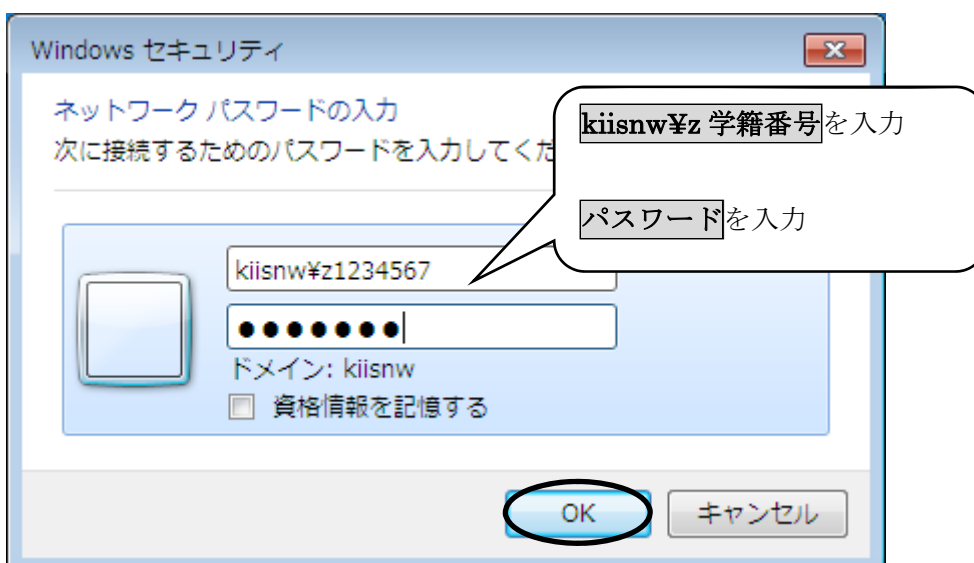 Windows セキュリティ
ネットワーク パスワードの入力
次に接続するためのパスワードを入力してくだ
kiisnw¥z 学籍番号を入力
パスワードを入力
kiisnw¥z1234567
●●●●●●●
ドメイン: kiisnw
資格情報を記憶する
OK
キャンセル